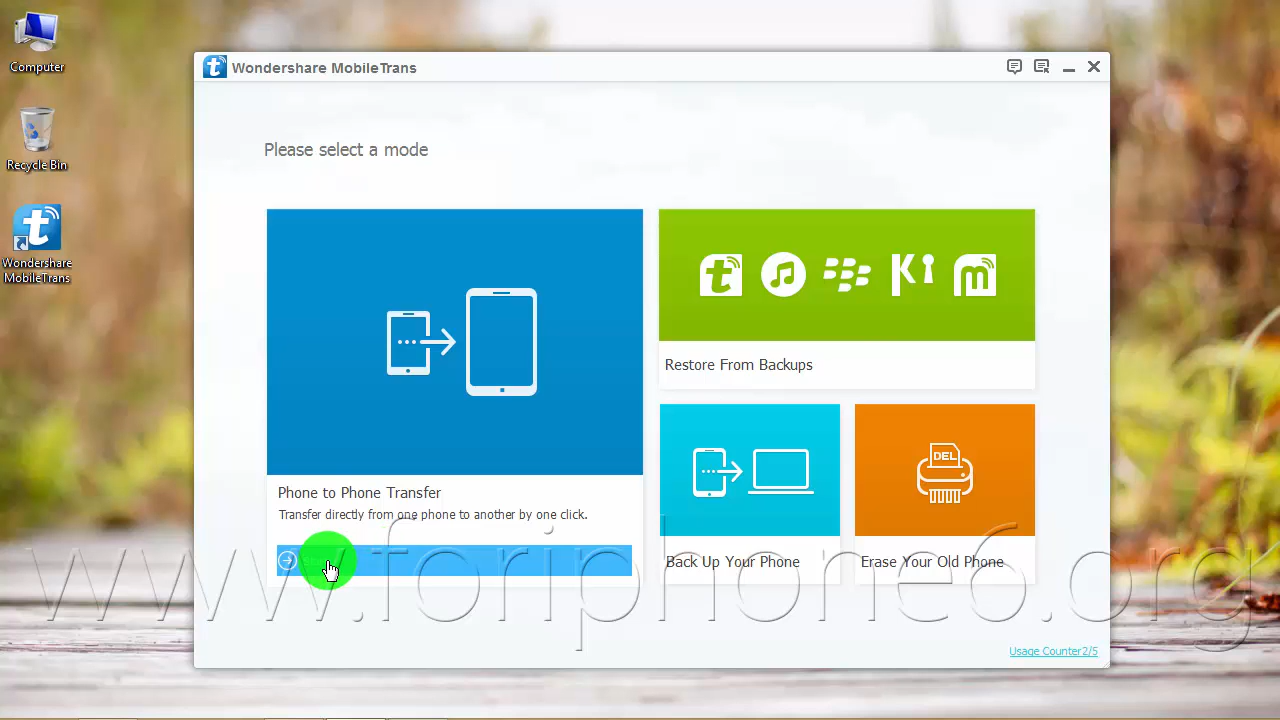 Computer
Recycle Bin
Wondershare
MobileTrans
Wondershare MobileTrans
Please select a mode
Phone to Phone Transfer
Transfer directly from one phone to another by one click.
Restore From Backups
DEL
Back Up Your Phone
Erase Your Old Phone
www.foriphone6.org
Usage Counter2/5